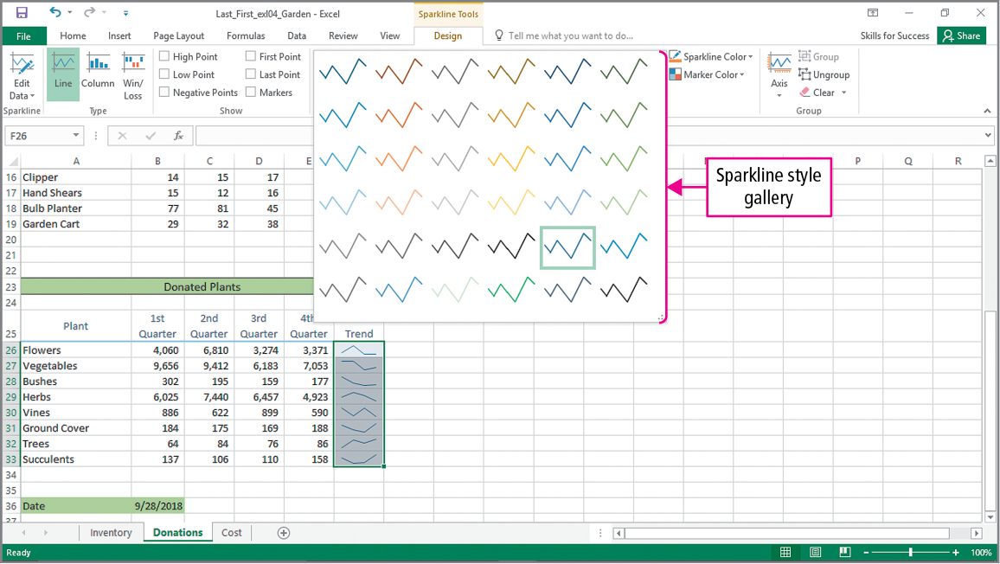 Last_First_exl04_Garden - Excel
Sparkline Tools
File Home Insert Page Layout Formulas Data Review View Design Tell me what you want to do... Skills for Success Share
Edit Data
Line
Column
Win/ Loss
High Point
First Point
Low Point
Last Point
Negative Points
Markers
Sparkline Color
Marker Color
Axis
Group
Ungroup
Clear
Sparkline Type Show Group
F26 fx
A B C D E P Q R
Sparkline style
gallery
16 Clipper 14 15 17
17 Hand Shears 15 12 16
18 Bulb Planter 77 81 45
19 Garden Cart 29 32 38
20
21
22
23 Donated Plants
24
25 Plant 1st Quarter 2nd Quarter 3rd Quarter 4th Quarter Trend
26 Flowers 4,060 6,810 3,274 3,371
27 Vegetables 9,656 9,412 6,183 7,053
28 Bushes 302 195 159 177
29 Herbs 6,025 7,440 6,457 4,923
30 Vines 886 622 899 590
31 Ground Cover 184 175 169 188
32 Trees 64 84 76 86
33 Succulents 137 106 110 158
34
35
36 Date 9/28/2018
37
Inventory Donations Cost
Ready 100%